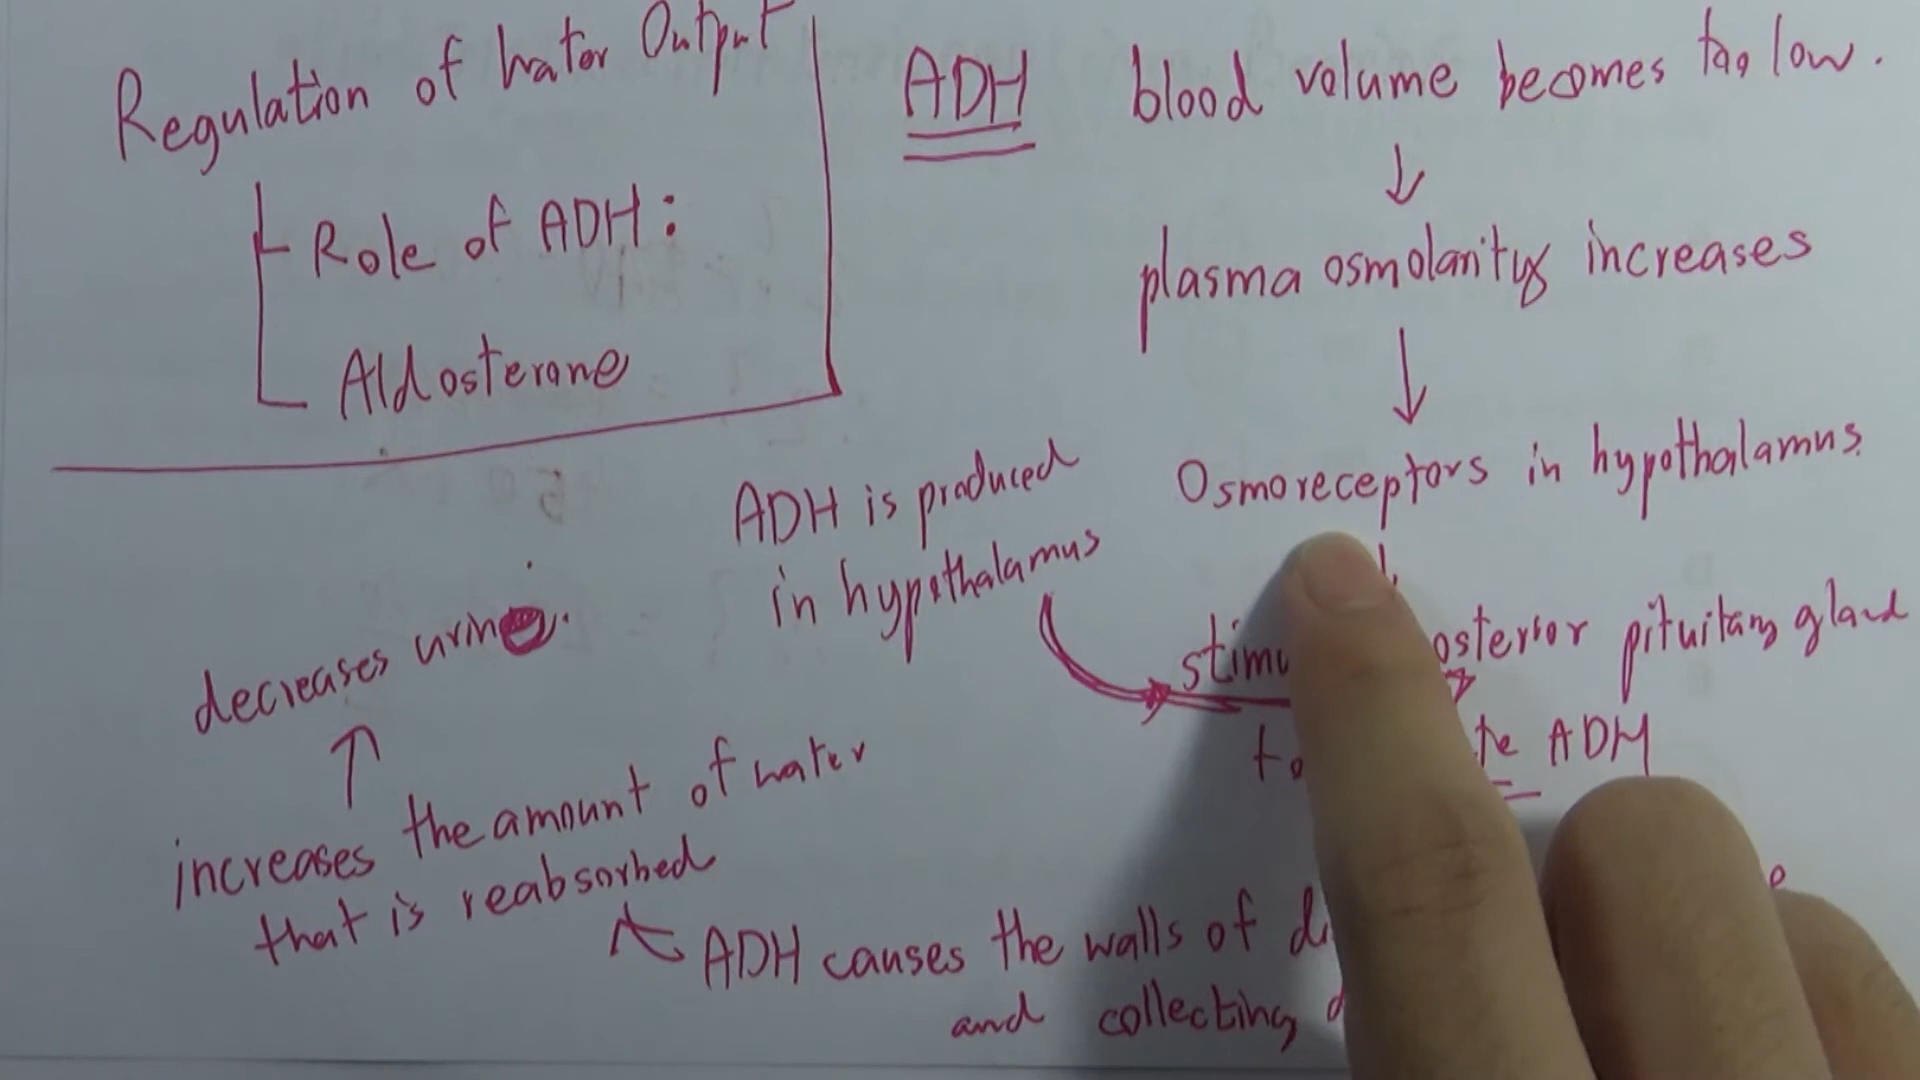 Regulation of water Output
Role of ADH:
Aldosterone
ADH
blood volume becomes too low.
plasma osmolarity increases
Osmoreceptors in hypothalamus.
ADH is produced
in hypothalamus
posterior pituitary gland
to
ADH
ADH causes the walls of
and collecting
increases the amount of water
that is reabsorbed
decreases urine.